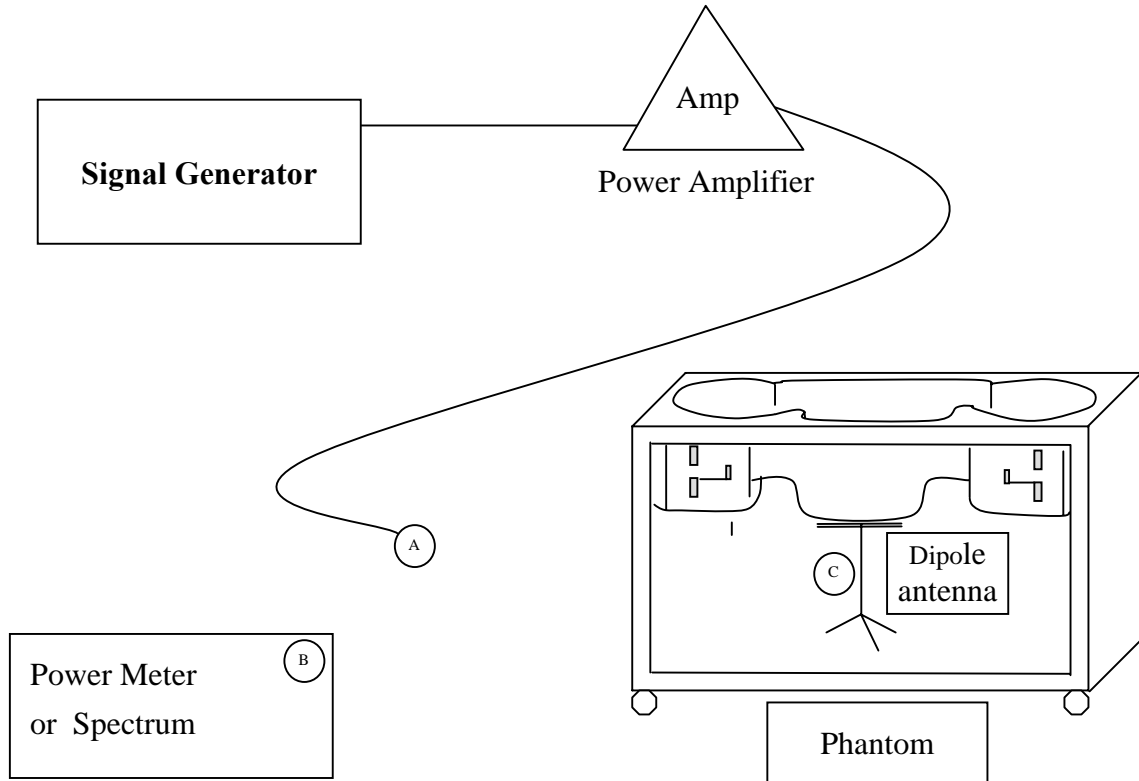 Amp
Signal Generator
Power Amplifier
A
Dipole
C
antenna
B
Power Meter
or Spectrum
Phantom